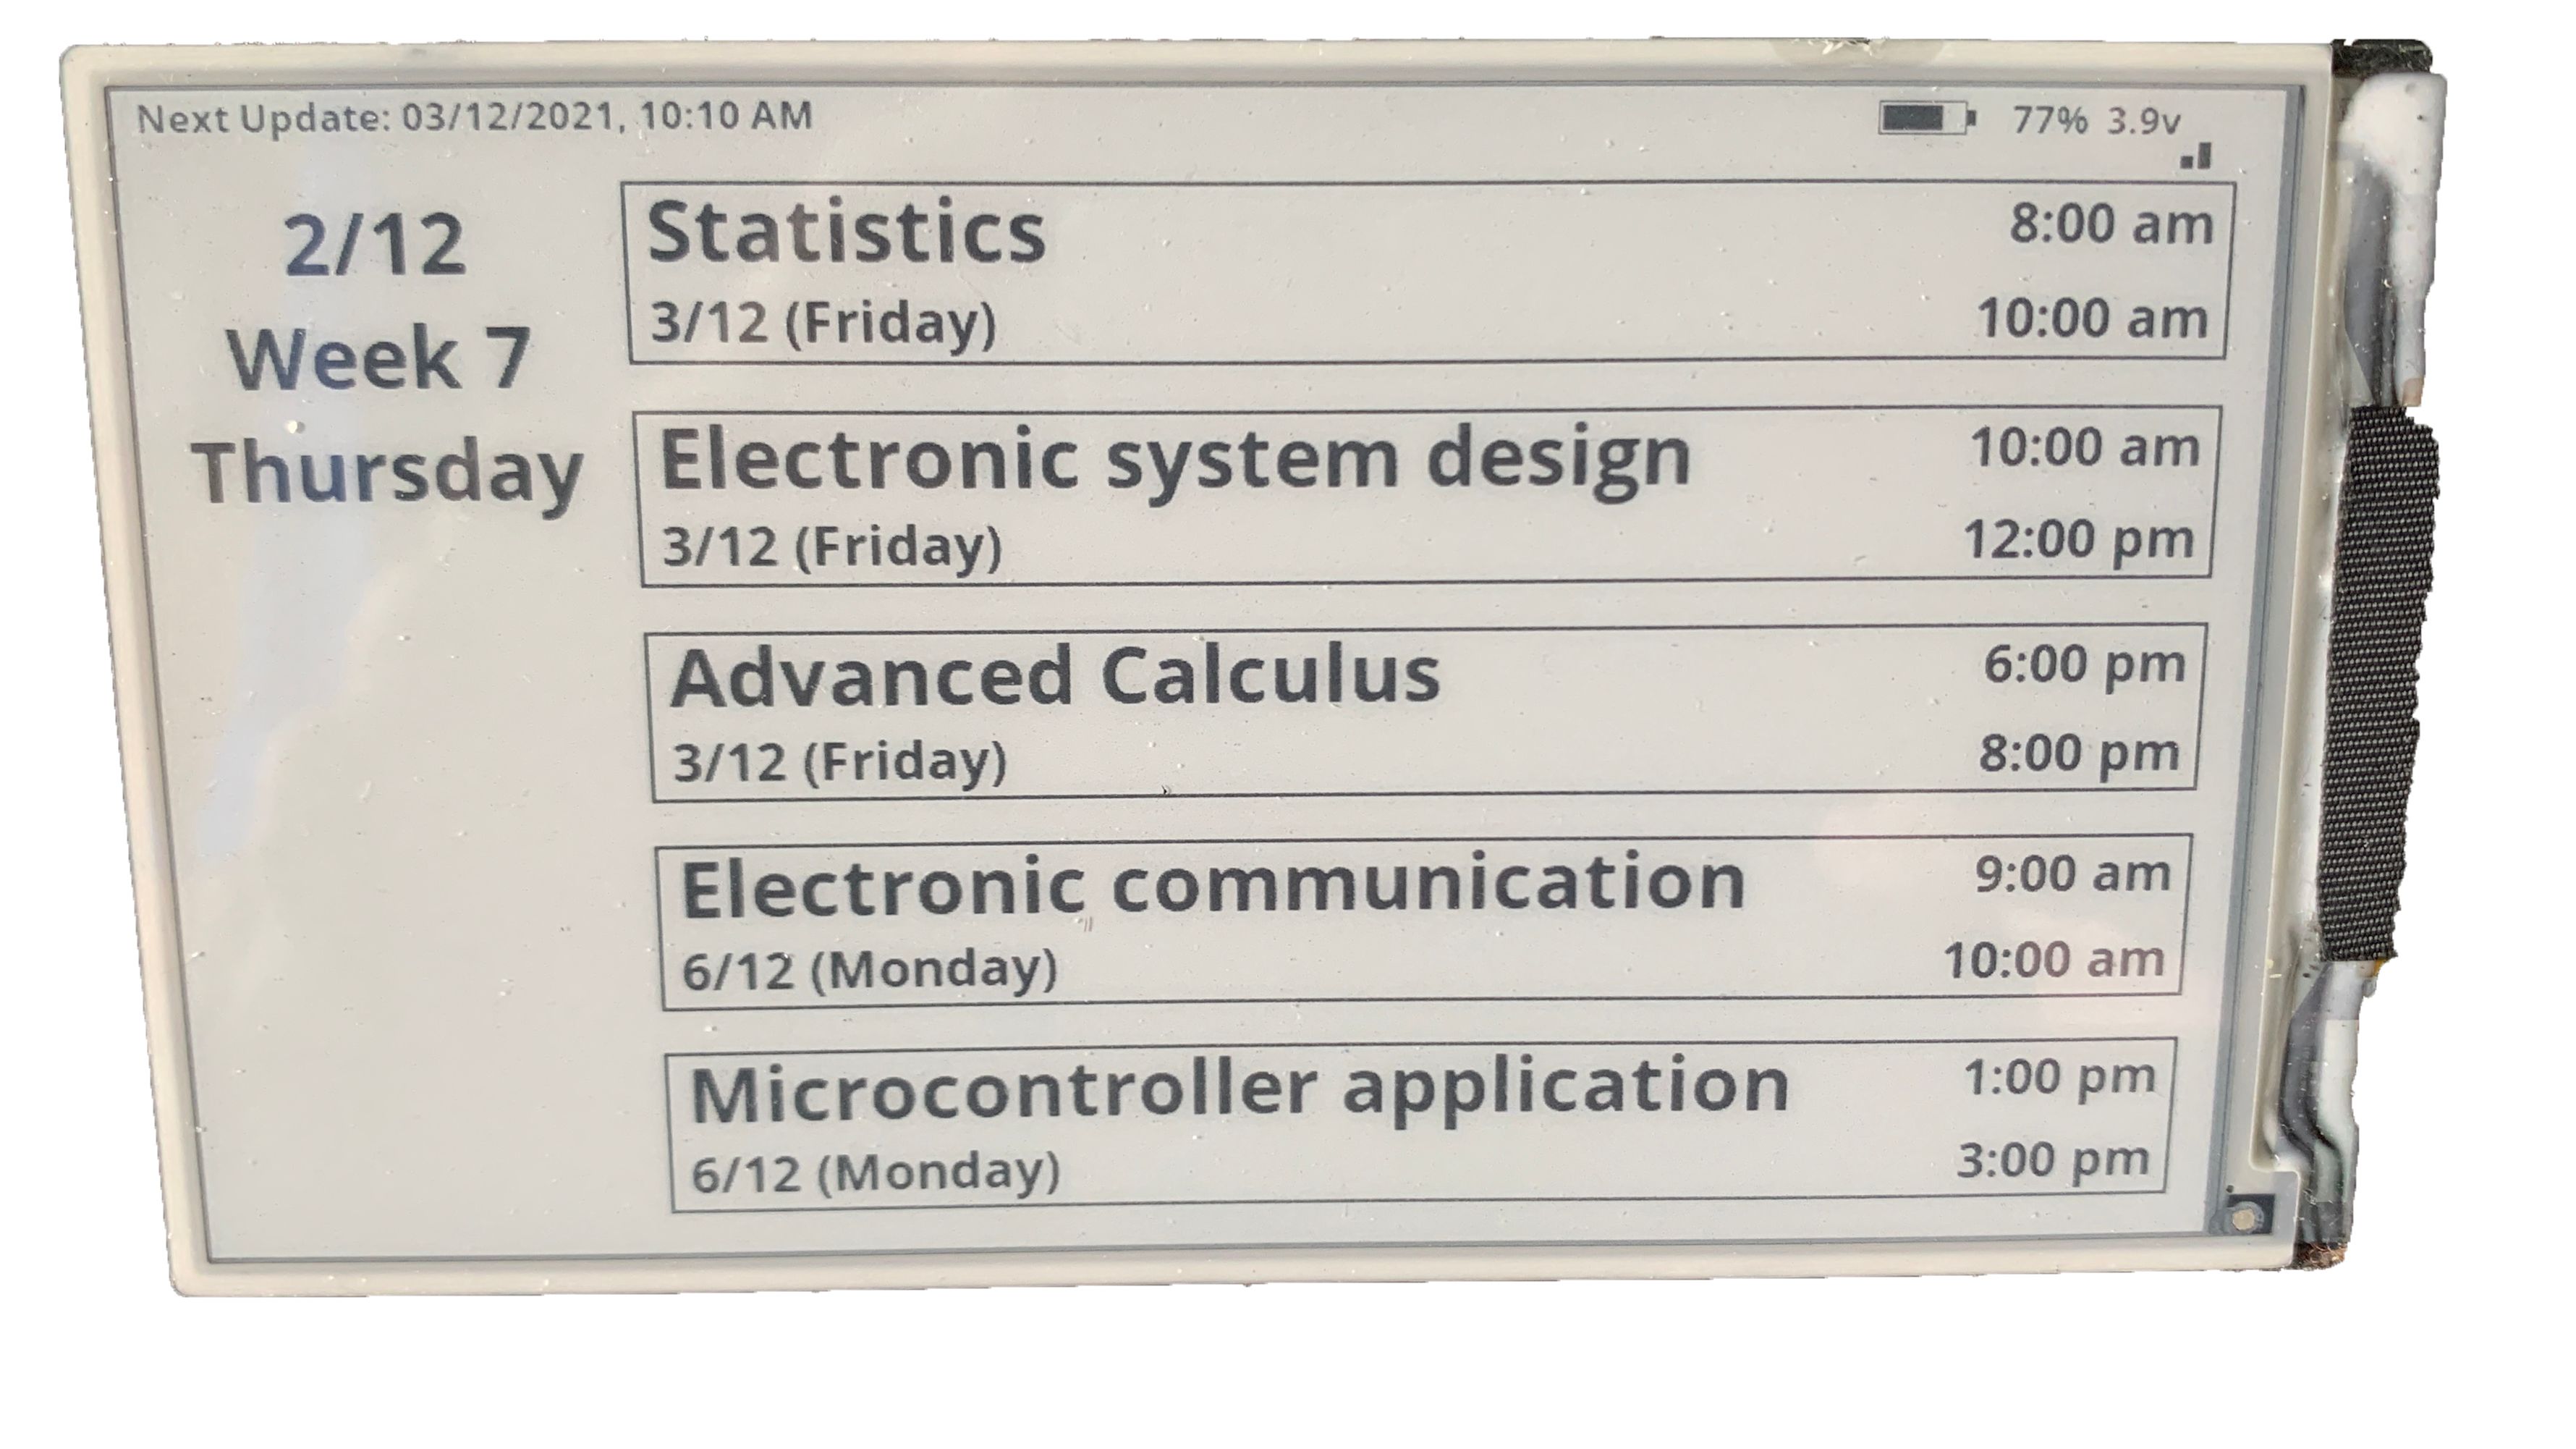 Next Update: 03/12/2021, 10:10 AM
77% 3.9v
2/12
Week 7
Thursday
Statistics
8:00 am
3/12 (Friday)
10:00 am
Electronic system design
10:00 am
3/12 (Friday)
12:00 pm
Advanced Calculus
6:00 pm
3/12 (Friday)
8:00 pm
Electronic communication
9:00 am
6/12 (Monday)
10:00 am
Microcontroller application
1:00 pm
6/12 (Monday)
3:00 pm